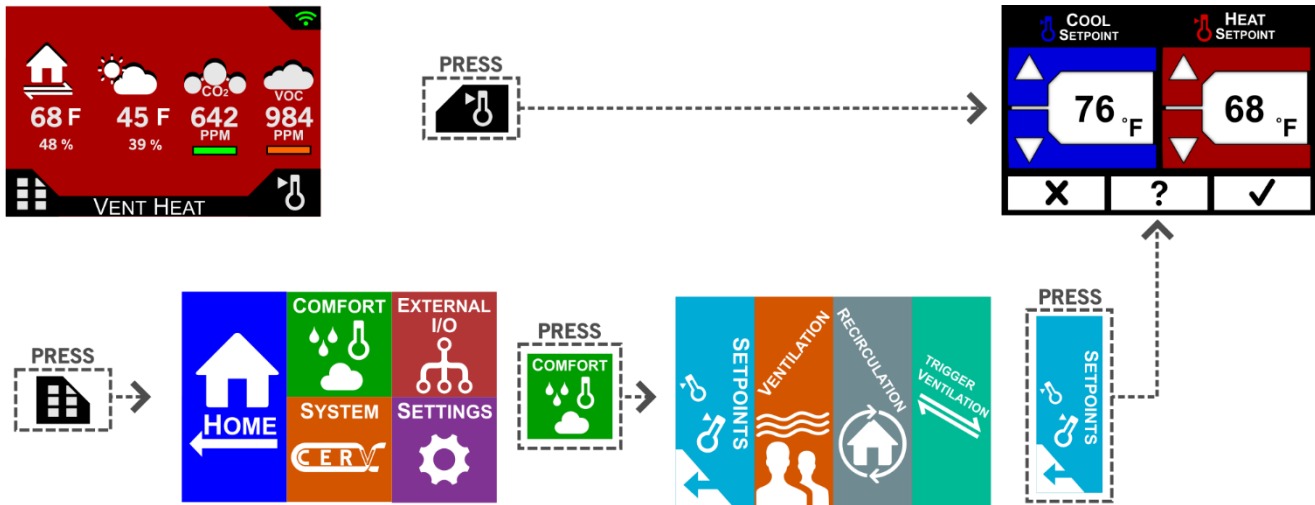 68 F
45 F
CO₂
642
PPM
VOC
984
PPM
48 %
39 %
VENT HEAT
PRESS
COOL
SETPOINT
HEAT
SETPOINT
76 °F
68 °F
X
?
✓
PRESS
HOME
COMFORT
EXTERNAL
I/O
SYSTEM
CERV
SETTINGS
PRESS
COMFORT
SETPOINTS
VENTILATION
RECIRCULATION
TRIGGER
VENTILATION
PRESS
SETPOINTS